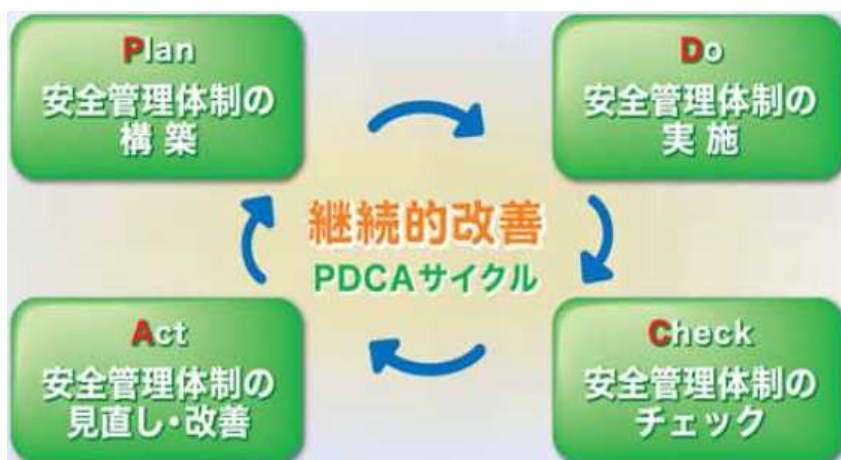 Plan
安全管理体制の
構築
Do
安全管理体制の
実施
継続的改善
PDCAサイクル
Act
安全管理体制の
見直し・改善
Check
安全管理体制の
チェック